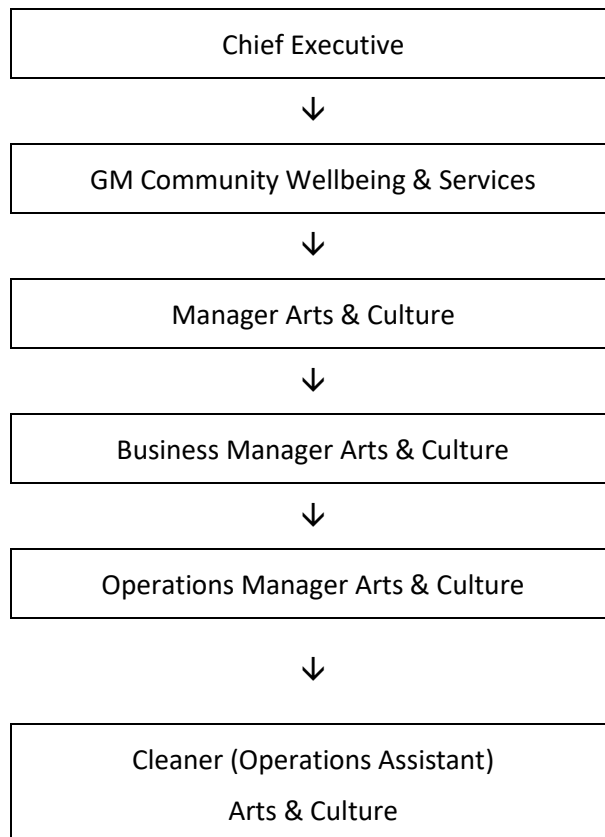 Chief Executive
↓
GM Community Wellbeing & Services
↓
Manager Arts & Culture
↓
Business Manager Arts & Culture
↓
Operations Manager Arts & Culture
↓
Cleaner (Operations Assistant)
Arts & Culture